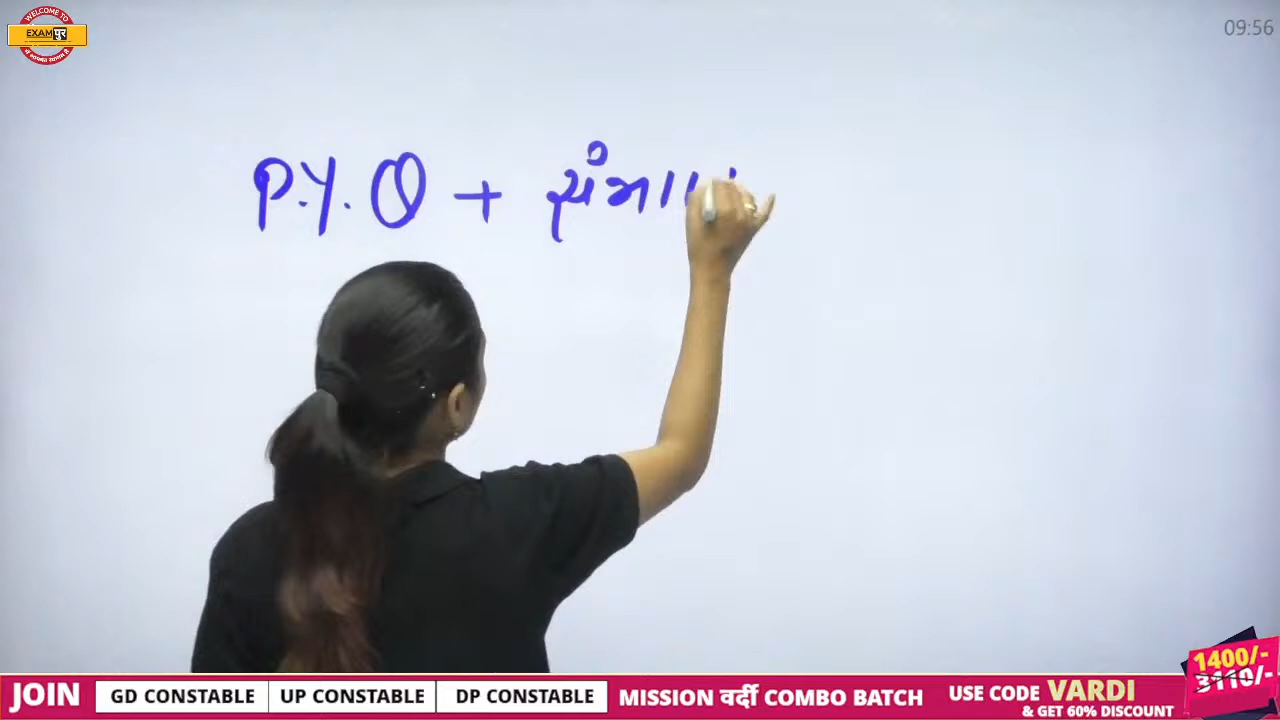 WELCOME TO
EXAMपुर
09:56
P.Y.Q +
JOIN GD CONSTABLE UP CONSTABLE DP CONSTABLE MISSION वर्दी COMBO BATCH USE CODE VARDI & GET 60% DISCOUNT
1400/-
3110/-